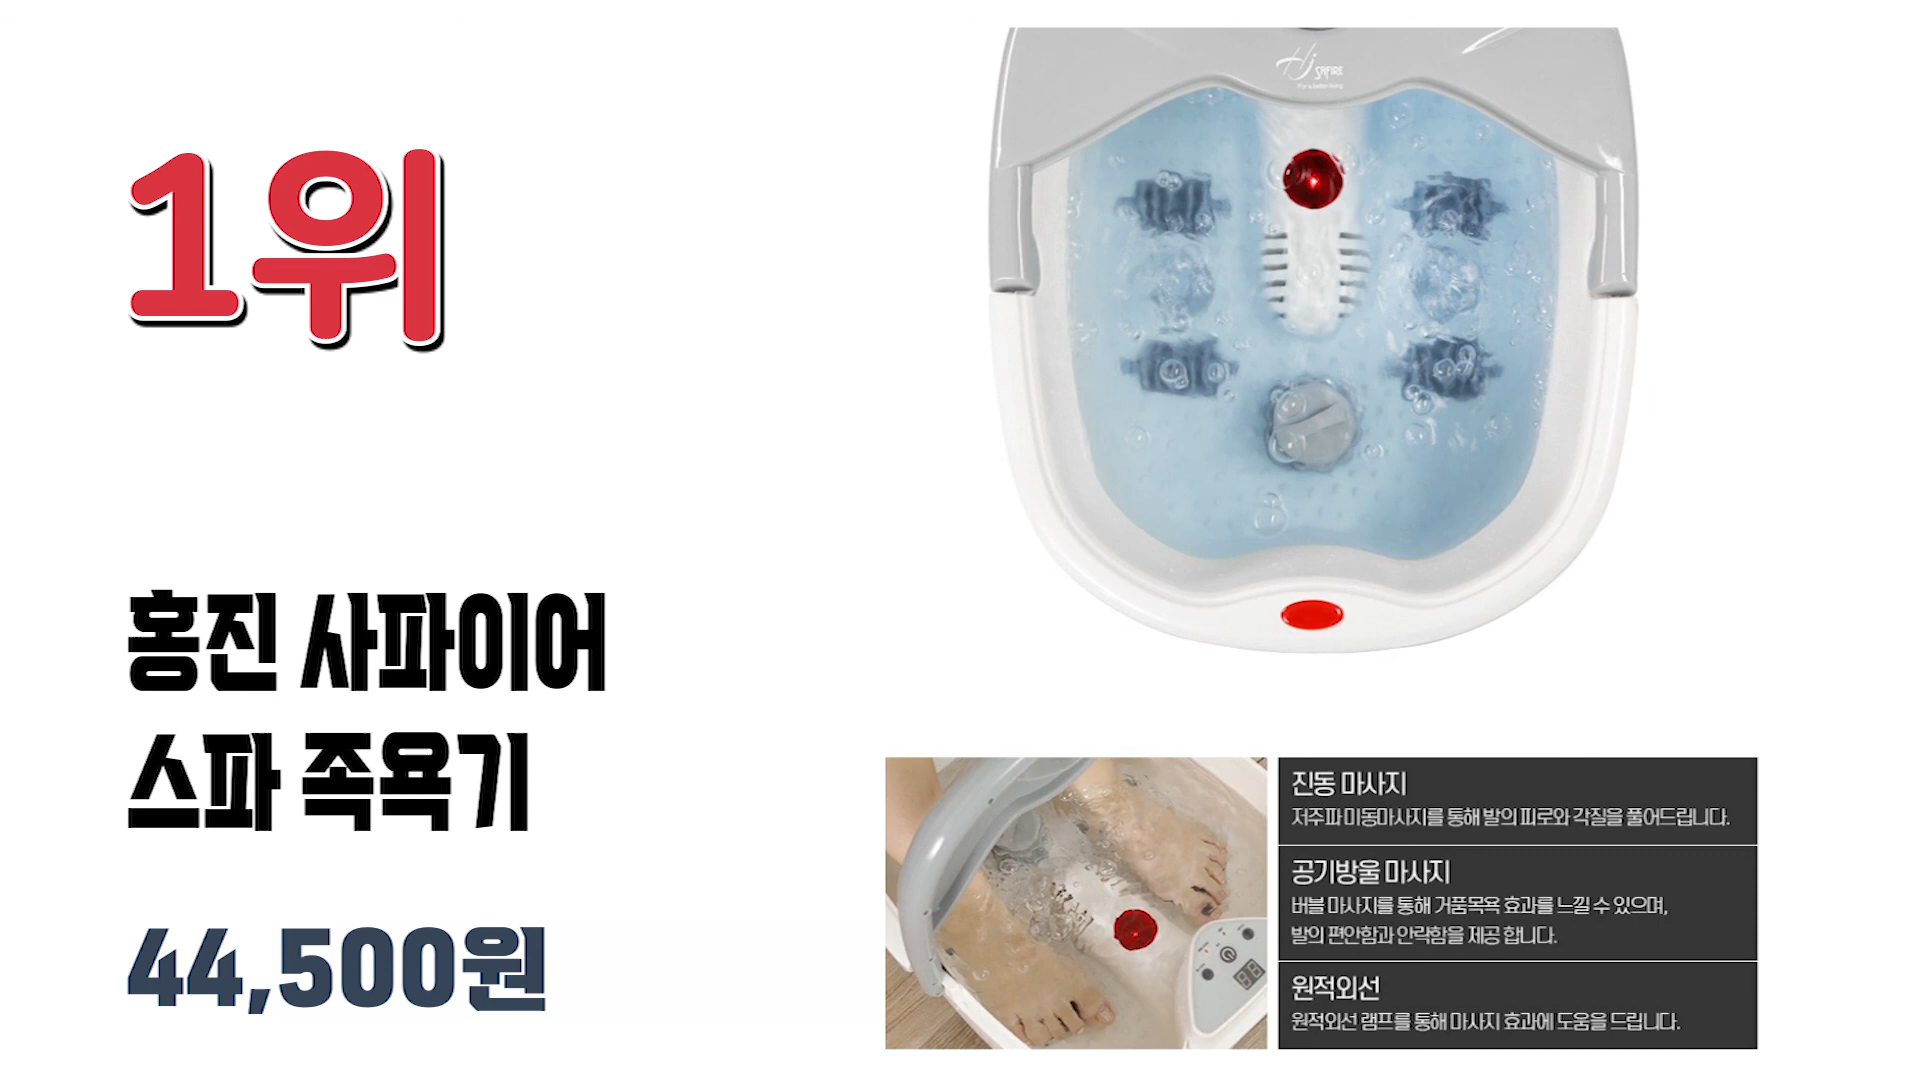 1위
홍진 사파이어
스파 족욕기
44,500원
Hj SAFIRE
For a better living
진동 마사지
저주파 미동마사지를 통해 발의 피로와 각질을 풀어드립니다.
공기방울 마사지
버블 마사지를 통해 거품목욕 효과를 느낄 수 있으며,
발의 편안함과 안락함을 제공 합니다.
원적외선
원적외선 램프를 통해 마사지 효과에 도움을 드립니다.